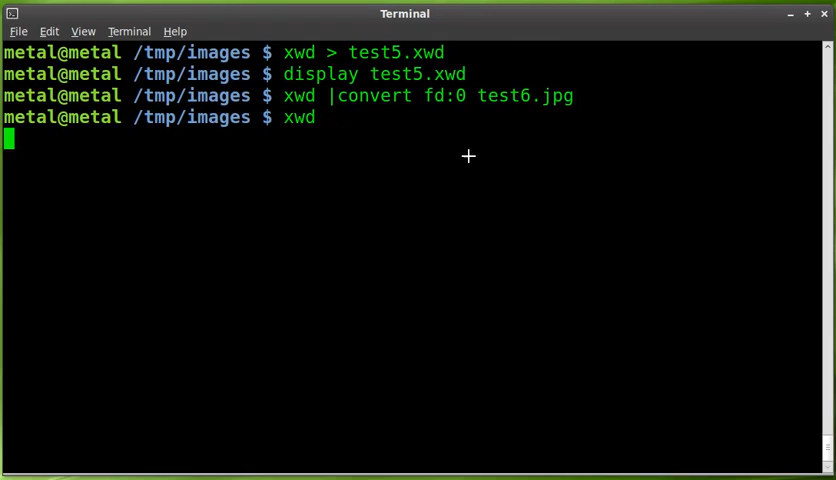 Terminal
File Edit View Terminal Help
metal@metal /tmp/images $ xwd > test5.xwd
metal@metal /tmp/images $ display test5.xwd
metal@metal /tmp/images $ xwd |convert fd:0 test6.jpg
metal@metal /tmp/images $ xwd